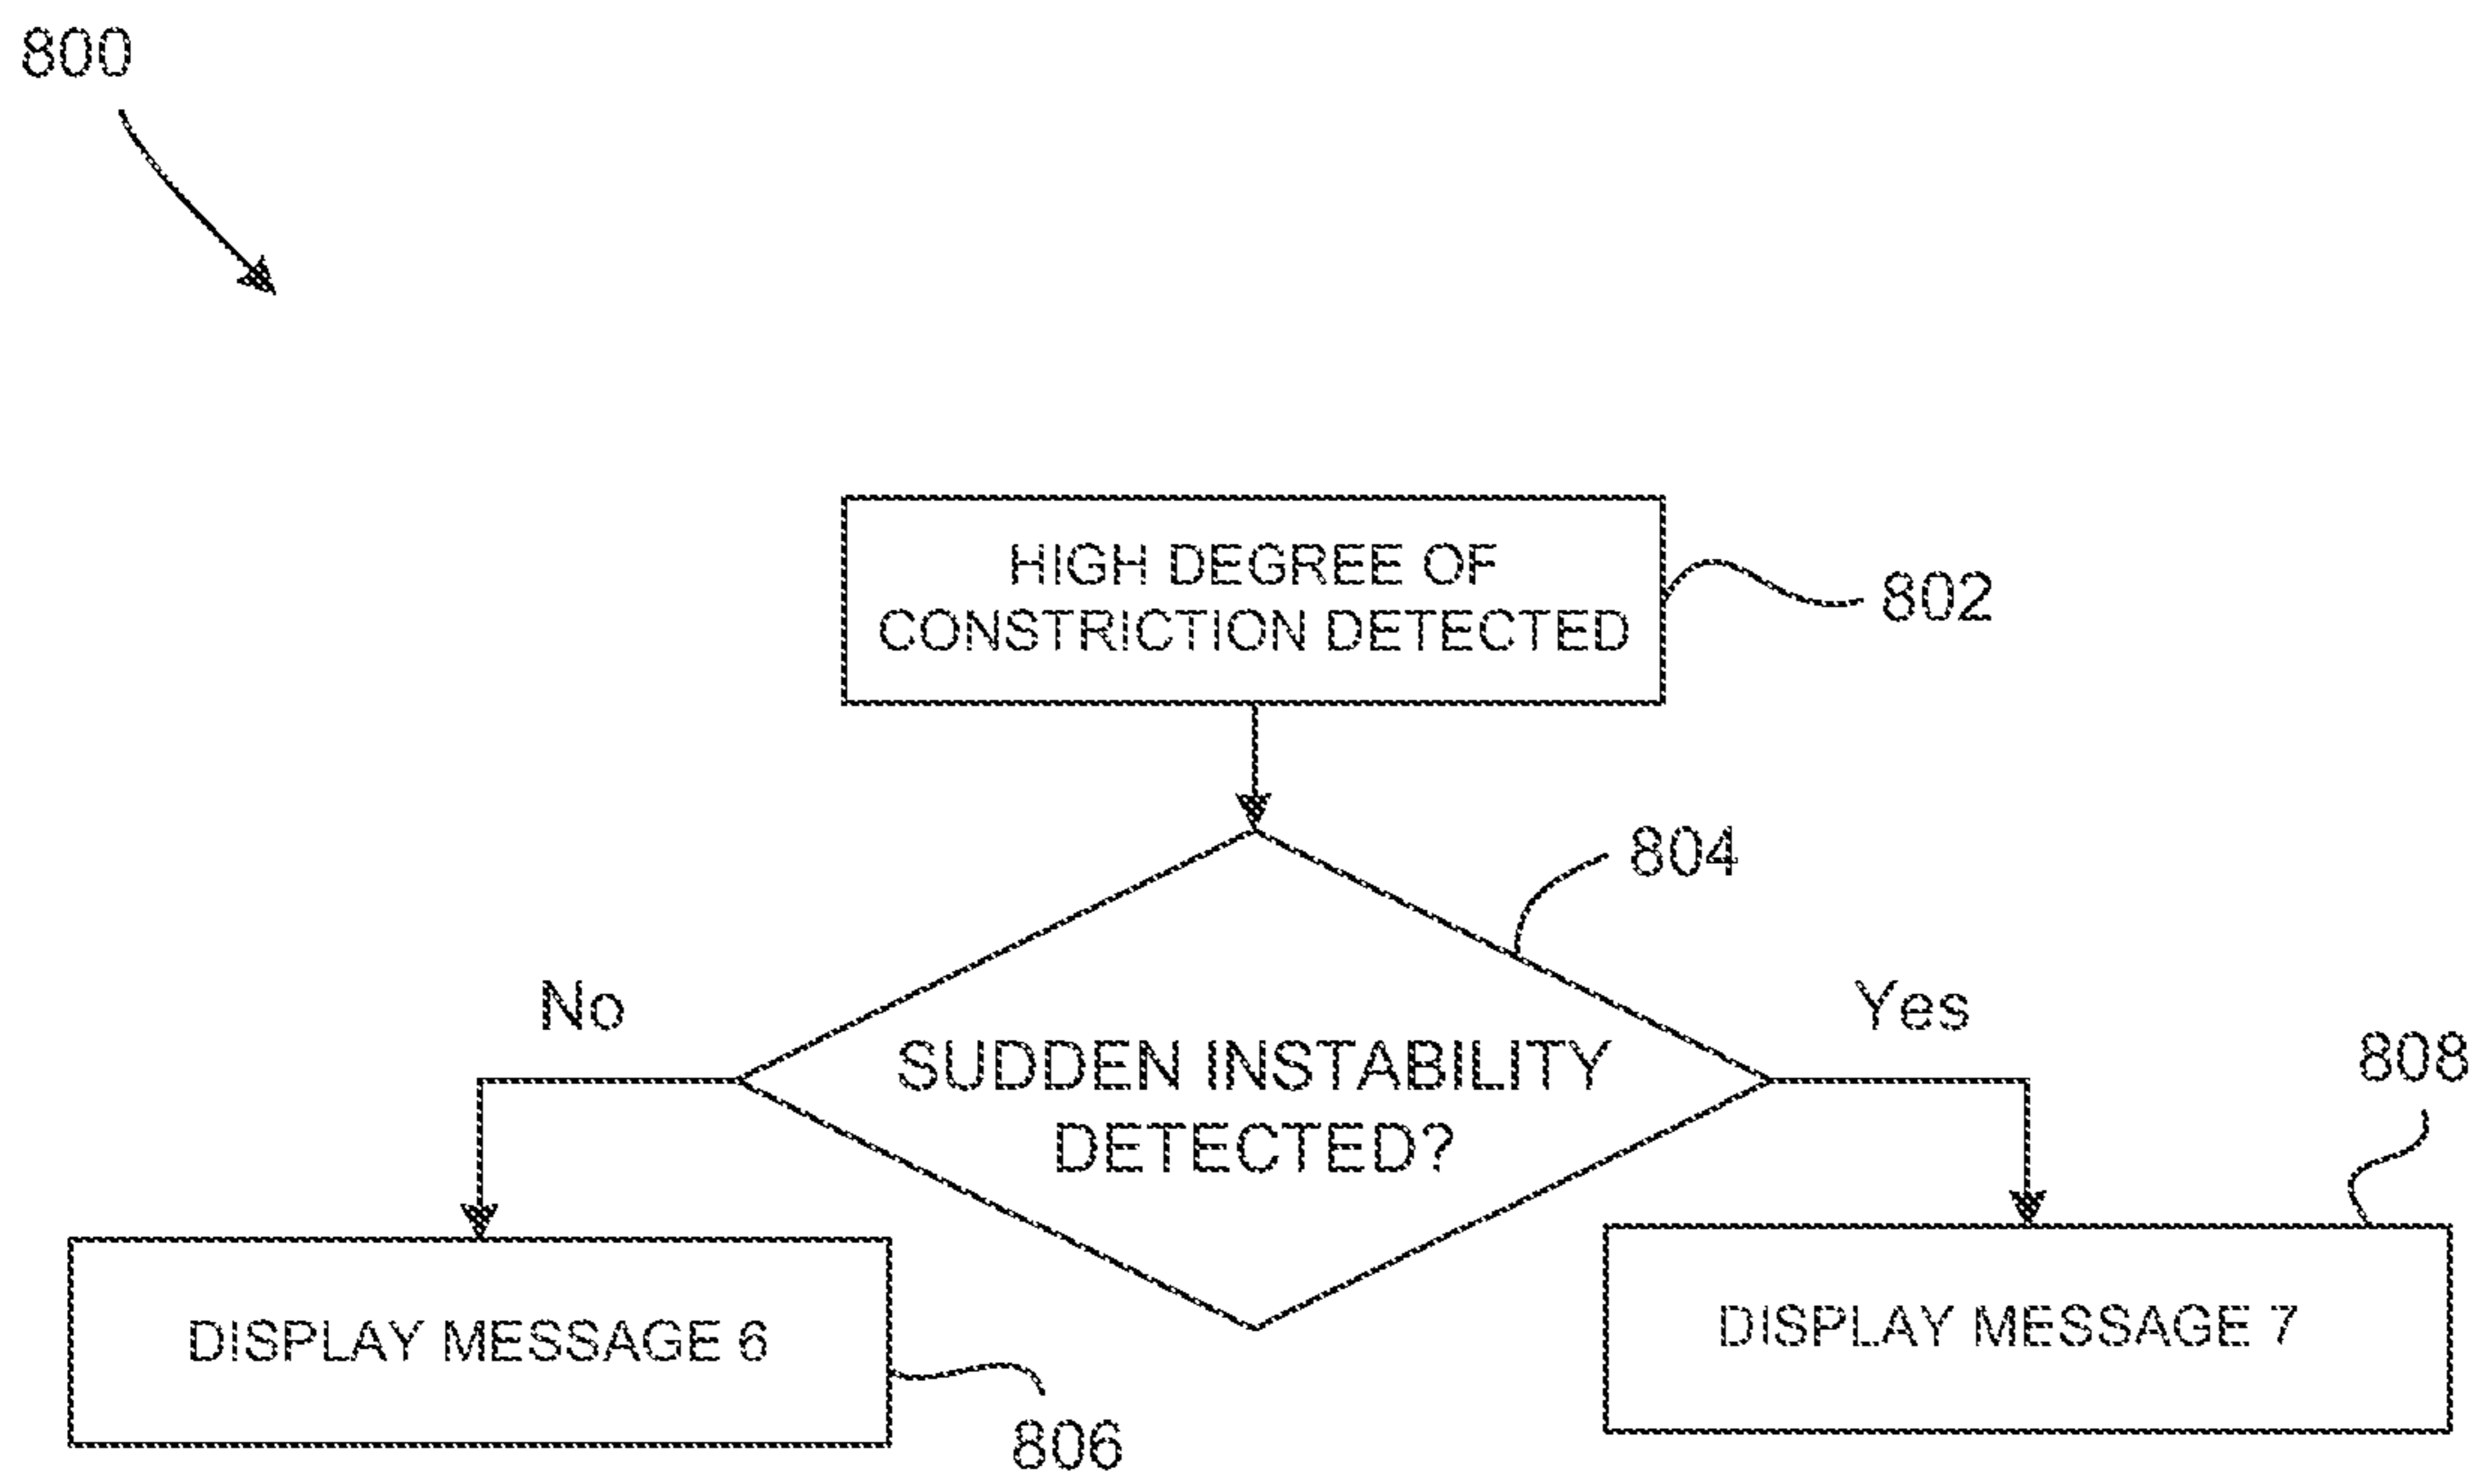 800
HIGH DEGREE OF
CONSTRICTION DETECTED
802
804
No
Yes
SUDDEN INSTABILITY
DETECTED?
808
DISPLAY MESSAGE 6
806
DISPLAY MESSAGE 7